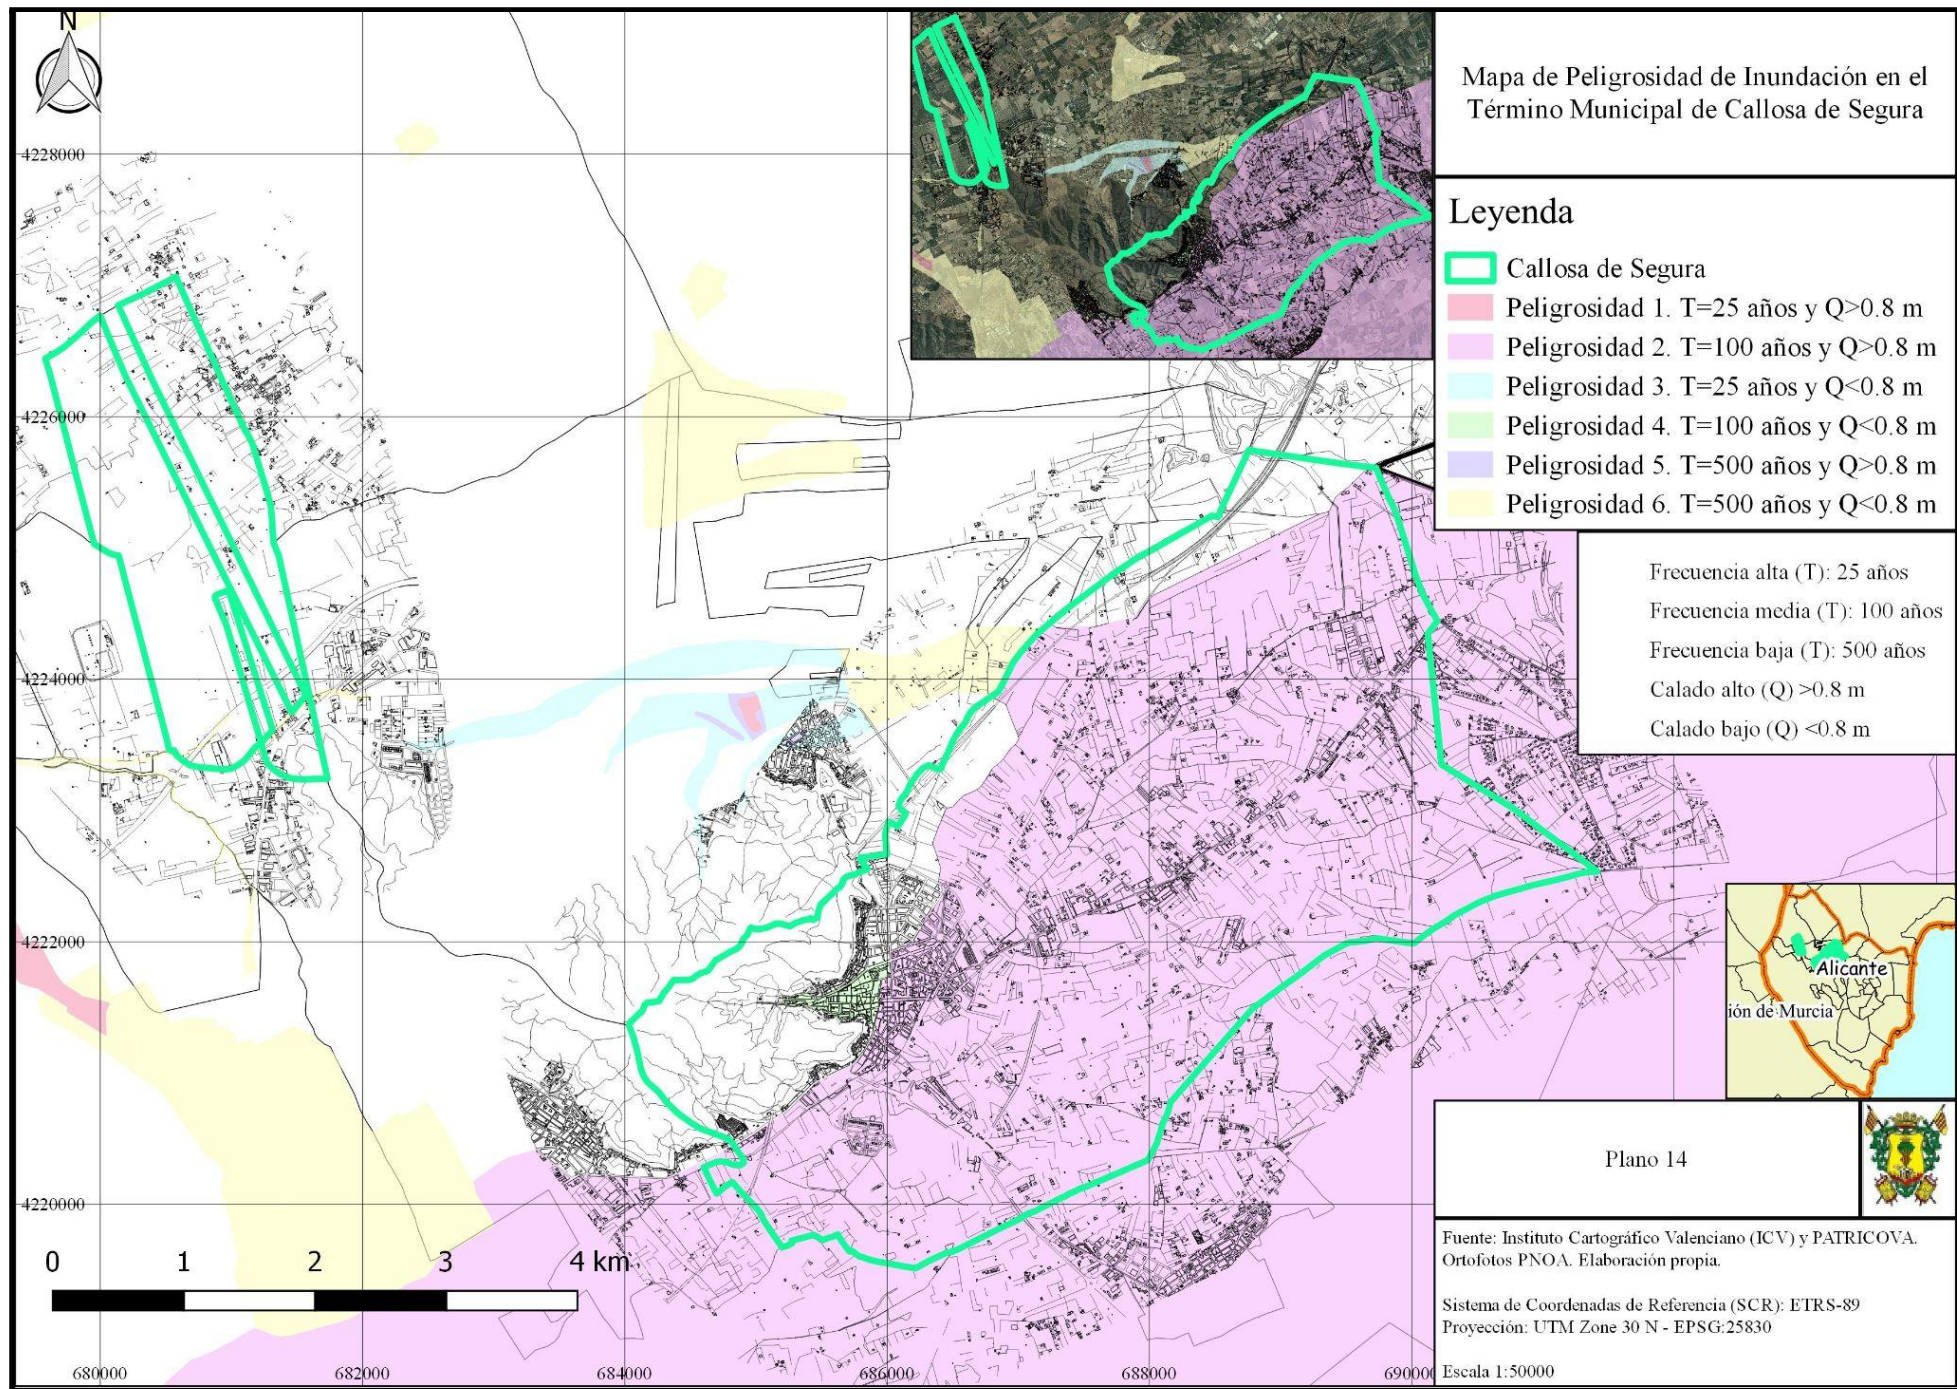 N
Mapa de Peligrosidad de Inundación en el
Término Municipal de Callosa de Segura
Leyenda
Callosa de Segura
Peligrosidad 1. T=25 años y Q>0.8 m
Peligrosidad 2. T=100 años y Q>0.8 m
Peligrosidad 3. T=25 años y Q<0.8 m
Peligrosidad 4. T=100 años y Q<0.8 m
Peligrosidad 5. T=500 años y Q>0.8 m
Peligrosidad 6. T=500 años y Q<0.8 m
Frecuencia alta (T): 25 años
Frecuencia media (T): 100 años
Frecuencia baja (T): 500 años
Calado alto (Q) >0.8 m
Calado bajo (Q) <0.8 m
4228000
4226000
4224000
4222000
4220000
Alicante
ión de Murcia
Plano 14
0 1 2 3 4 km
680000 682000 684000 686000 688000 690000
Fuente: Instituto Cartográfico Valenciano (ICV) y PATRICOVA.
Ortofotos PNOA. Elaboración propia.
Sistema de Coordenadas de Referencia (SCR): ETRS-89
Proyección: UTM Zone 30 N - EPSG:25830
Escala 1:50000